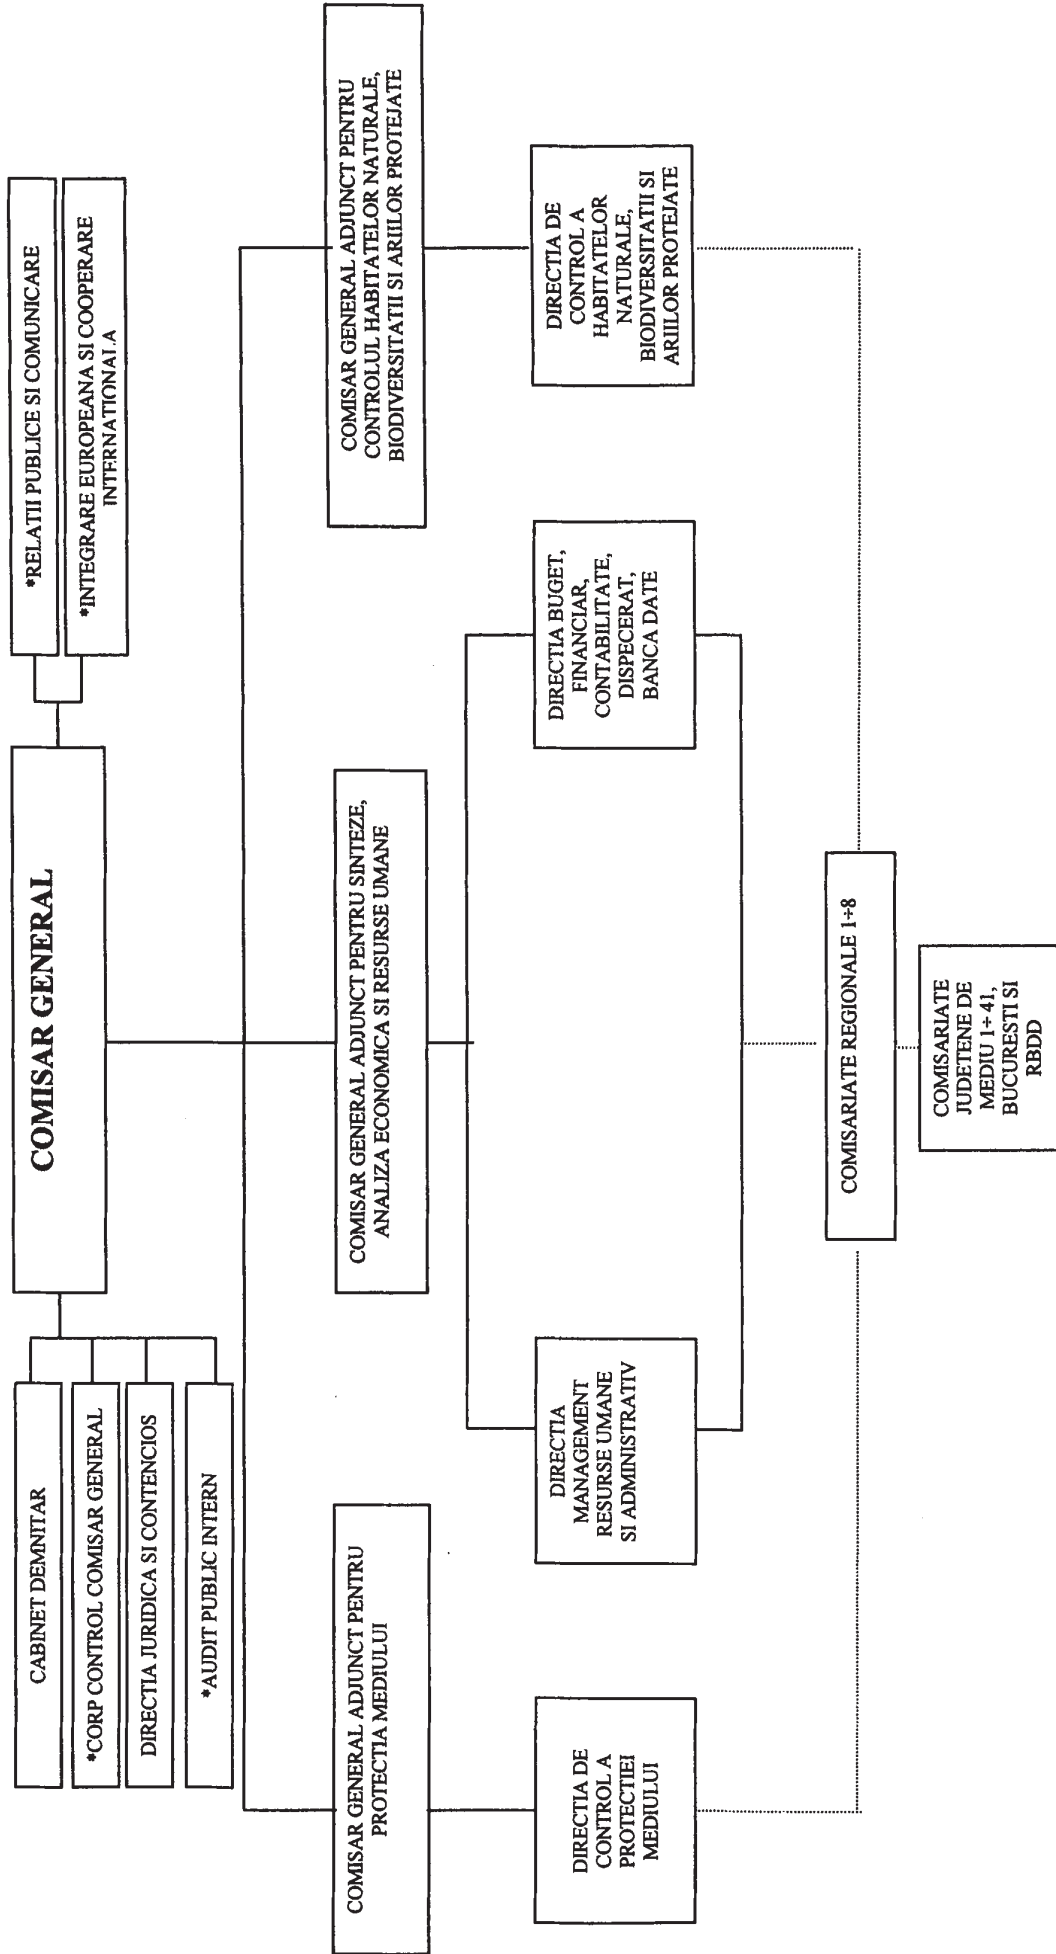 COMISAR GENERAL
CABINET DEMNITAR
*CORP CONTROL COMISAR GENERAL
DIRECTIA JURIDICA SI CONTENCIOS
*AUDIT PUBLIC INTERN
*RELATII PUBLICE SI COMUNICARE
*INTEGRARE EUROPEANA SI COOPERARE
INTERNATIONALA
COMISAR GENERAL ADJUNCT PENTRU
PROTECTIA MEDIULUI
COMISAR GENERAL ADJUNCT PENTRU SINTEZE,
ANALIZA ECONOMICA SI RESURSE UMANE
COMISAR GENERAL ADJUNCT PENTRU
CONTROLUL HABITATELOR NATURALE,
BIODIVERSITATII SI ARIILOR PROTEJATE
DIRECTIA DE
CONTROL A
PROTECTIEI
MEDIULUI
DIRECTIA
MANAGEMENT
RESURSE UMANE
SI ADMINISTRATIV
DIRECTIA BUGET,
FINANCIAR,
CONTABILITATE,
DISPECERAT,
BANCA DATE
DIRECTIA DE
CONTROL A
HABITATELOR
NATURALE,
BIODIVERSITATII SI
ARIILOR PROTEJATE
COMISARIATE REGIONALE 1÷8
COMISARIATE
JUDETENE DE
MEDIU 1÷ 41,
BUCURESTI SI
RBDD